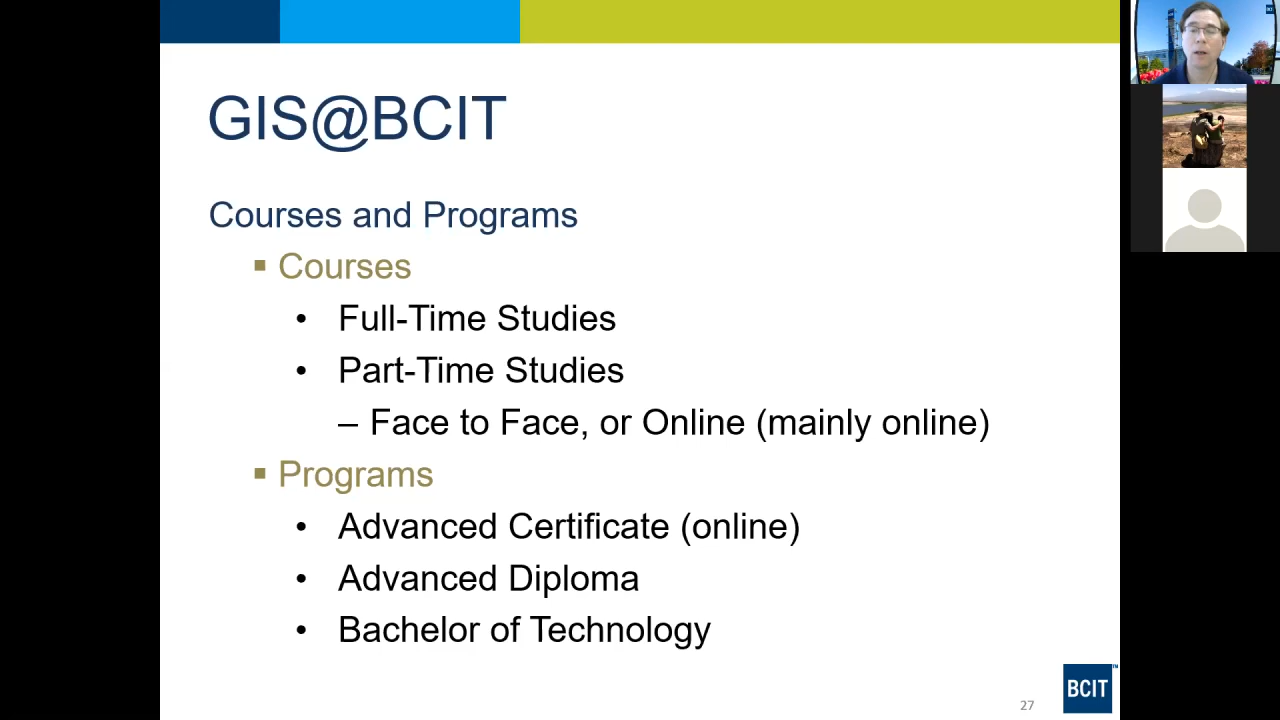 GIS@BCIT
Courses and Programs
▪ Courses
• Full-Time Studies
• Part-Time Studies
– Face to Face, or Online (mainly online)
▪ Programs
• Advanced Certificate (online)
• Advanced Diploma
• Bachelor of Technology
27
BCIT™